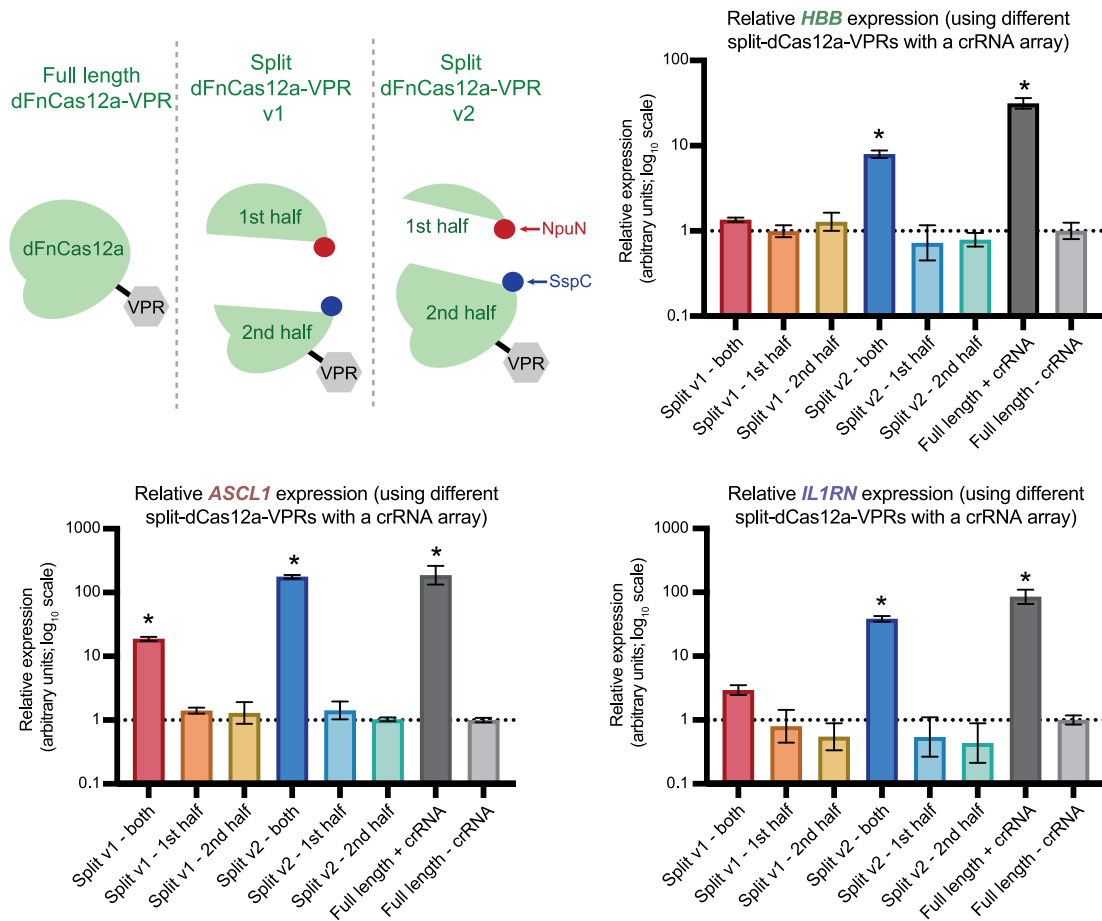 Full length
dFnCas12a-VPR
Split
dFnCas12a-VPR
v1
Split
dFnCas12a-VPR
v2
dFnCas12a
VPR
1st half
2nd half
VPR
1st half
NpuN
SspC
2nd half
VPR
Relative HBB expression (using different
split-dCas12a-VPRs with a crRNA array)
Relative expression
(arbitrary units; log10 scale)
100
10
1
0.1
*
*
Split v1 - both
Split v1 - 1st half
Split v1 - 2nd half
Split v2 - both
Split v2 - 1st half
Split v2 - 2nd half
Full length + crRNA
Full length - crRNA
Relative ASCL1 expression (using different
split-dCas12a-VPRs with a crRNA array)
Relative expression
(arbitrary units; log10 scale)
1000
100
10
1
0.1
*
*
*
Split v1 - both
Split v1 - 1st half
Split v1 - 2nd half
Split v2 - both
Split v2 - 1st half
Split v2 - 2nd half
Full length + crRNA
Full length - crRNA
Relative IL1RN expression (using different
split-dCas12a-VPRs with a crRNA array)
Relative expression
(arbitrary units; log10 scale)
1000
100
10
1
0.1
*
*
Split v1 - both
Split v1 - 1st half
Split v1 - 2nd half
Split v2 - both
Split v2 - 1st half
Split v2 - 2nd half
Full length + crRNA
Full length - crRNA